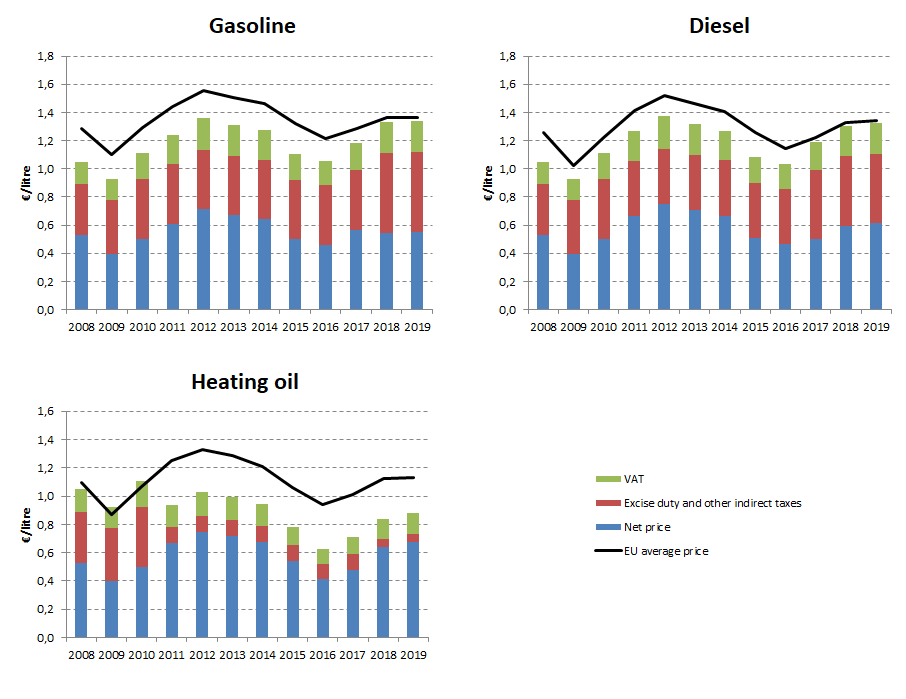 Gasoline
1,8
1,6
1,4
1,2
1,0
0,8
0,6
0,4
0,2
0,0
€/litre
2008 2009 2010 2011 2012 2013 2014 2015 2016 2017 2018 2019
Diesel
1,8
1,6
1,4
1,2
1,0
0,8
0,6
0,4
0,2
0,0
€/litre
2008 2009 2010 2011 2012 2013 2014 2015 2016 2017 2018 2019
Heating oil
1,6
1,4
1,2
1,0
0,8
0,6
0,4
0,2
0,0
€/litre
2008 2009 2010 2011 2012 2013 2014 2015 2016 2017 2018 2019
VAT
Excise duty and other indirect taxes
Net price
EU average price